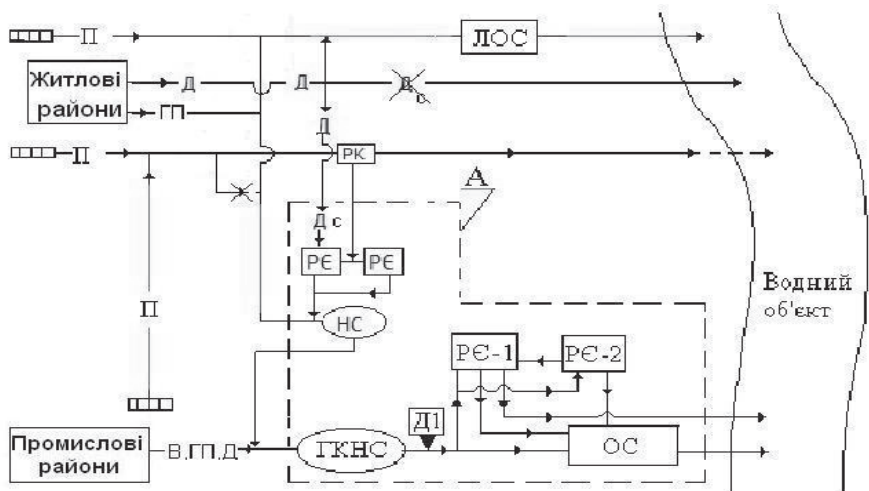 П
ЛОС
Житлові
райони
Д
Д
Д с
ГП
Д
П
РК
А
Д с
РЄ
РЄ
Водний
об'єкт
П
НС
РЄ-1
РЄ-2
Промислові
райони
В,ГП,Д
ГКНС
Д1
ОС